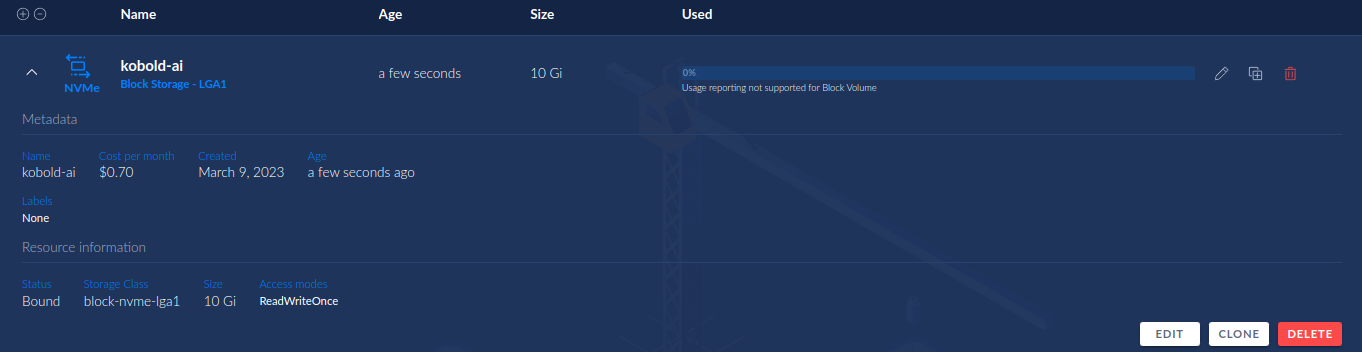 Name Age Size Used
kobold-ai
NVMe Block Storage - LGA1
a few seconds 10 Gi 0%
Usage reporting not supported for Block Volume
Metadata
Name Cost per month Created Age
kobold-ai $0.70 March 9, 2023 a few seconds ago
Labels
None
Resource information
Status Storage Class Size Access modes
Bound block-nvme-lga1 10 Gi ReadWriteOnce
EDIT CLONE DELETE